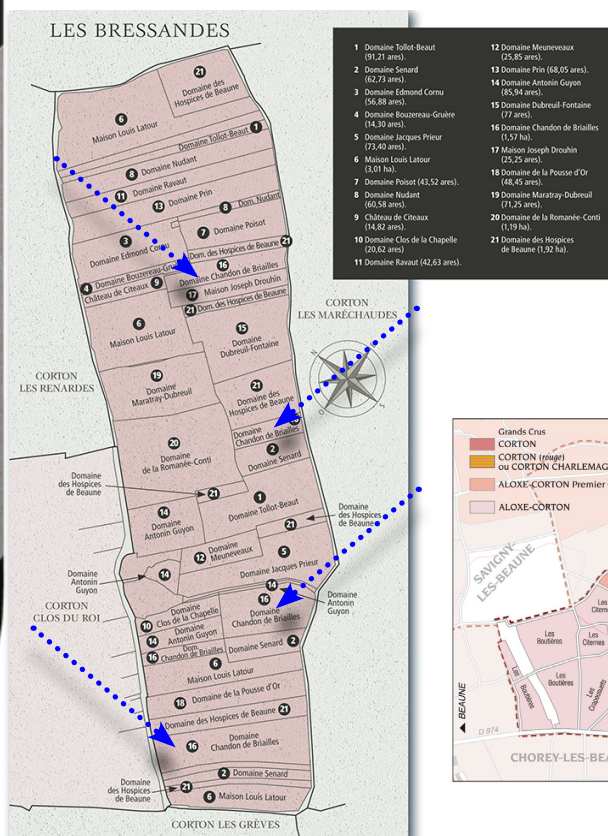 LES BRESSANDES
1 Domaine Tollot-Beaut
(91,21 ares).
2 Domaine Senard
(62,73 ares).
3 Domaine Edmond Cornu
(56,88 ares).
4 Domaine Bouzereau-Gruère
(14,30 ares).
5 Domaine Jacques Prieur
(73,40 ares).
6 Maison Louis Latour
(3,01 ha).
7 Domaine Poisot (43,52 ares).
8 Domaine Nudant
(60,58 ares).
9 Château de Citeaux
(14,82 ares).
10 Domaine Clos de la Chapelle
(20,62 ares)
11 Domaine Ravaut (42,63 ares).
12 Domaine Meuneveaux
(25,85 ares).
13 Domaine Prin (68,05 ares).
14 Domaine Antonin Guyon
(85,94 ares).
15 Domaine Dubreuil-Fontaine
(77 ares).
16 Domaine Chandon de Briailles
(1,57 ha).
17 Maison Joseph Drouhin
(25,25 ares).
18 Domaine de la Pousse d'Or
(48,45 ares).
19 Domaine Maratray-Dubreuil
(71,25 ares).
20 Domaine de la Romanée-Conti
(1,19 ha).
21 Domaine des Hospices
de Beaune (1,92 ha).
21
Domaine des
Hospices de Beaune
6
Maison Louis Latour
Domaine Tollot-Beaut 1
8 Domaine Nudant
11 Domaine Ravaut
13 Domaine Prin
8 Dom. Nudant
7 Domaine Poisot
3
Domaine Edmond Cornu
Dom. des Hospices de Beaune 21
16
Domaine Chandon de Briailles
4 Domaine Bouzereau-Gru
Château de Citeaux 9
17 Maison Joseph Drouhin
21 Dom. des Hospices de Beaune
6
Maison Louis Latour
15
Domaine
Dubreuil-Fontaine
CORTON
LES MARÉCHAUDES
CORTON
LES RENARDES
19
Domaine
Maratray-Dubreuil
21
Domaine des
Hospices de Beaune
N
E
S
O
Domaine
Chandon de Briailles
2
Domaine Senard
20
Domaine
de la Romanée-Conti
Domaine
des Hospices
de Beaune
21
1
Domaine Tollot-Beaut
14
Domaine
Antonin Guyon
Domaine
des Hospices
de Beaune
21
12 Domaine
Meuneveaux
5
Domaine Jacques Prieur
14
Domaine
Antonin
Guyon
14
Domaine
Antonin
Guyon
CORTON
CLOS DU ROI
16
Domaine
Chandon de Briailles
10 Domaine
Clos de la Chapelle
14 Domaine
Antonin Guyon
16 Dom.
Chandon de Briailles
Domaine Senard 2
6
Maison Louis Latour
18 Domaine de la Pousse d'Or
Domaine des Hospices de Beaune 21
16 Domaine
Chandon de Briailles
2 Domaine Senard
Domaine
des Hospices
de Beaune
21
6 Maison Louis Latour
CORTON LES GRÈVES
Grands Crus
CORTON
CORTON (rouge)
ou CORTON CHARLEMAG
ALOXE-CORTON Premier
ALOXE-CORTON
SAVIGNY-
LES-BEAUNE
Les
Citernes
Les
Boutières
Les
Citernes
Les
Boutières
Les
Boutières
Les
Crapousuets
BEAUNE
D 974
CHOREY-LES-BEA